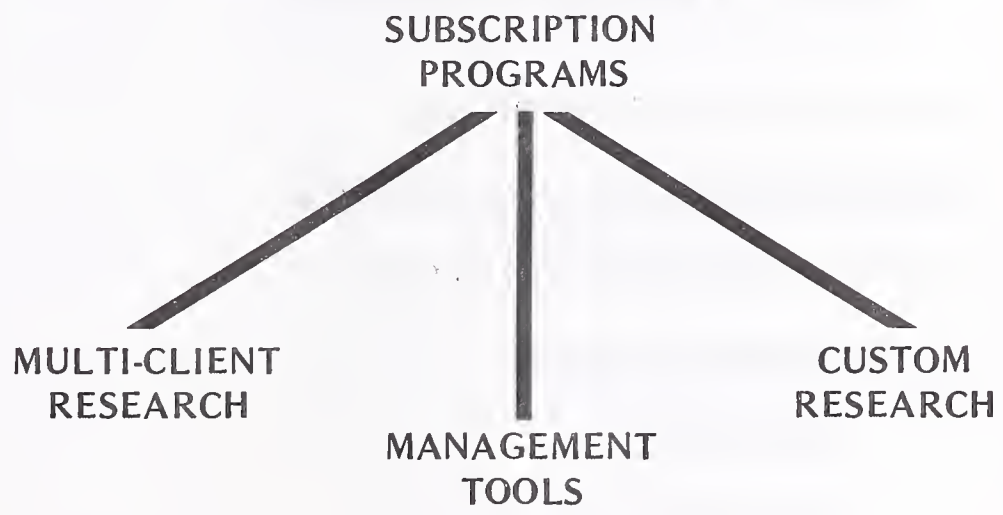 SUBSCRIPTION
PROGRAMS
MULTI-CLIENT
RESEARCH
CUSTOM
RESEARCH
MANAGEMENT
TOOLS